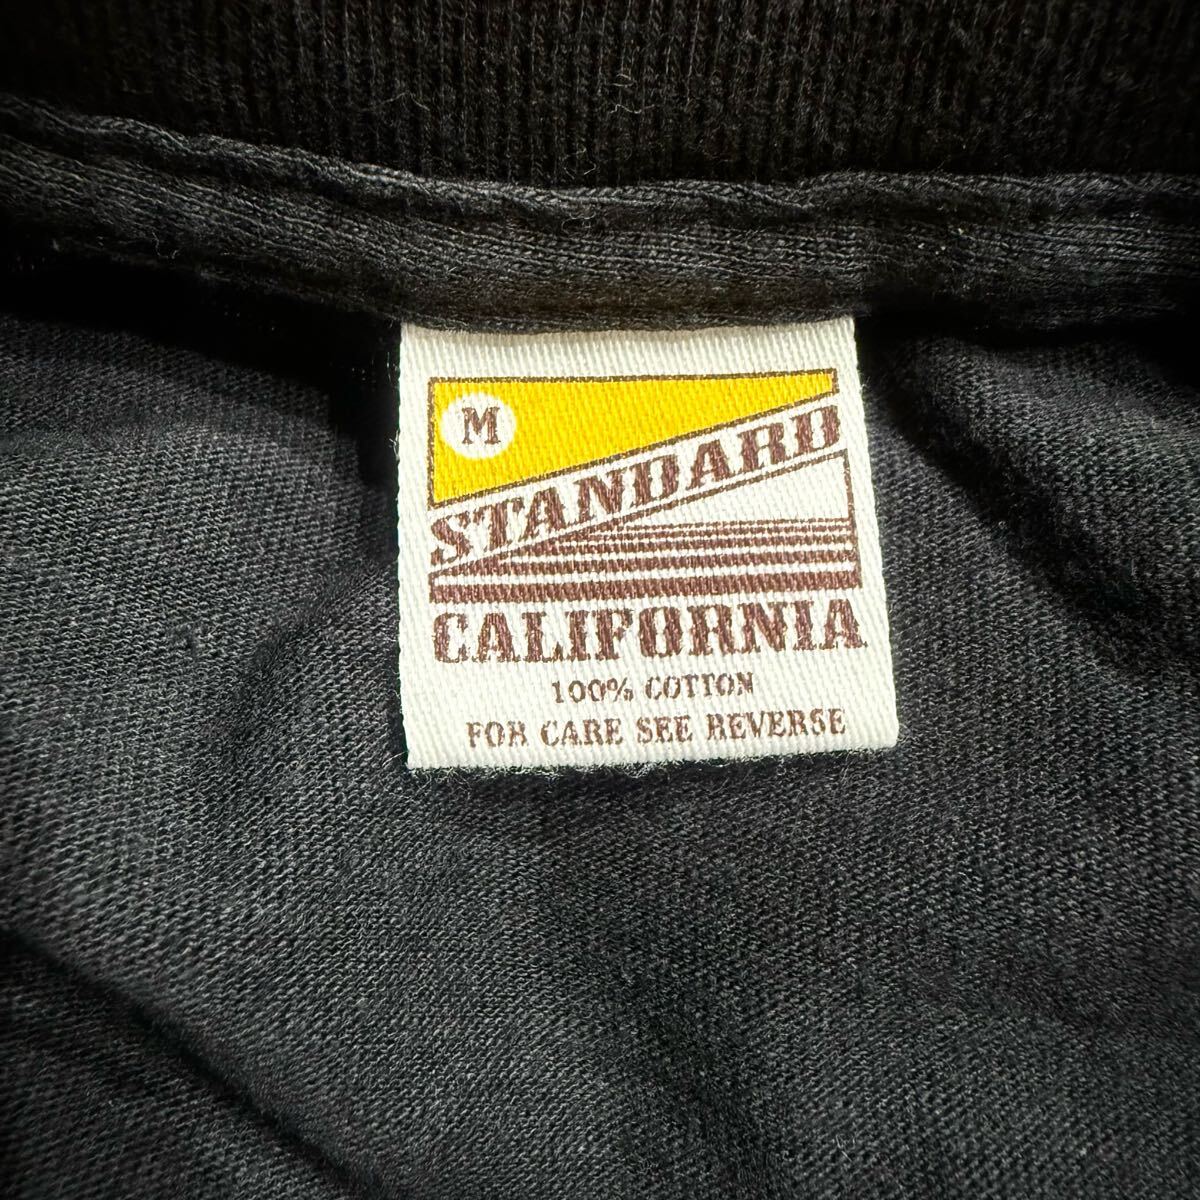 M
STANDARD
CALIFORNIA
100% COTTON
FOR CARE SEE REVERSE